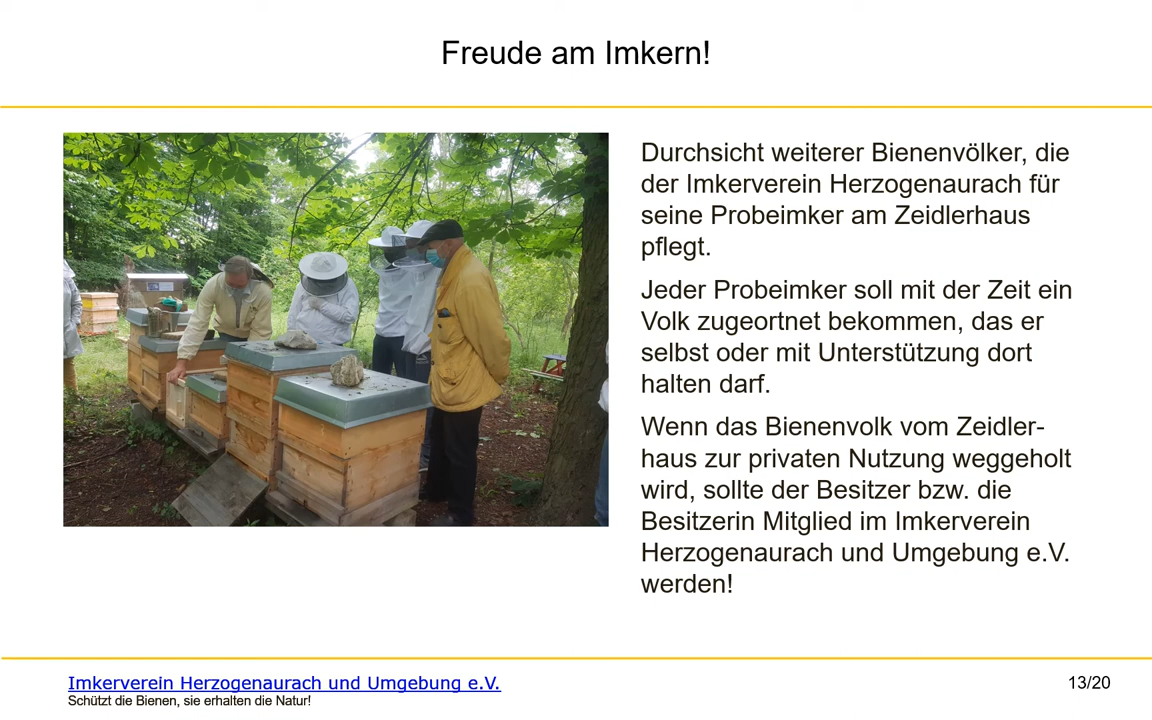 Freude am Imkern!
Durchsicht weiterer Bienenvölker, die
der Imkerverein Herzogenaurach für
seine Probeimker am Zeidlerhaus
pflegt.
Jeder Probeimker soll mit der Zeit ein
Volk zugeortnet bekommen, das er
selbst oder mit Unterstützung dort
halten darf.
Wenn das Bienenvolk vom Zeidler-
haus zur privaten Nutzung weggeholt
wird, sollte der Besitzer bzw. die
Besitzerin Mitglied im Imkerverein
Herzogenaurach und Umgebung e.V.
werden!
Imkerverein Herzogenaurach und Umgebung e.V.
Schützt die Bienen, sie erhalten die Natur!
13/20